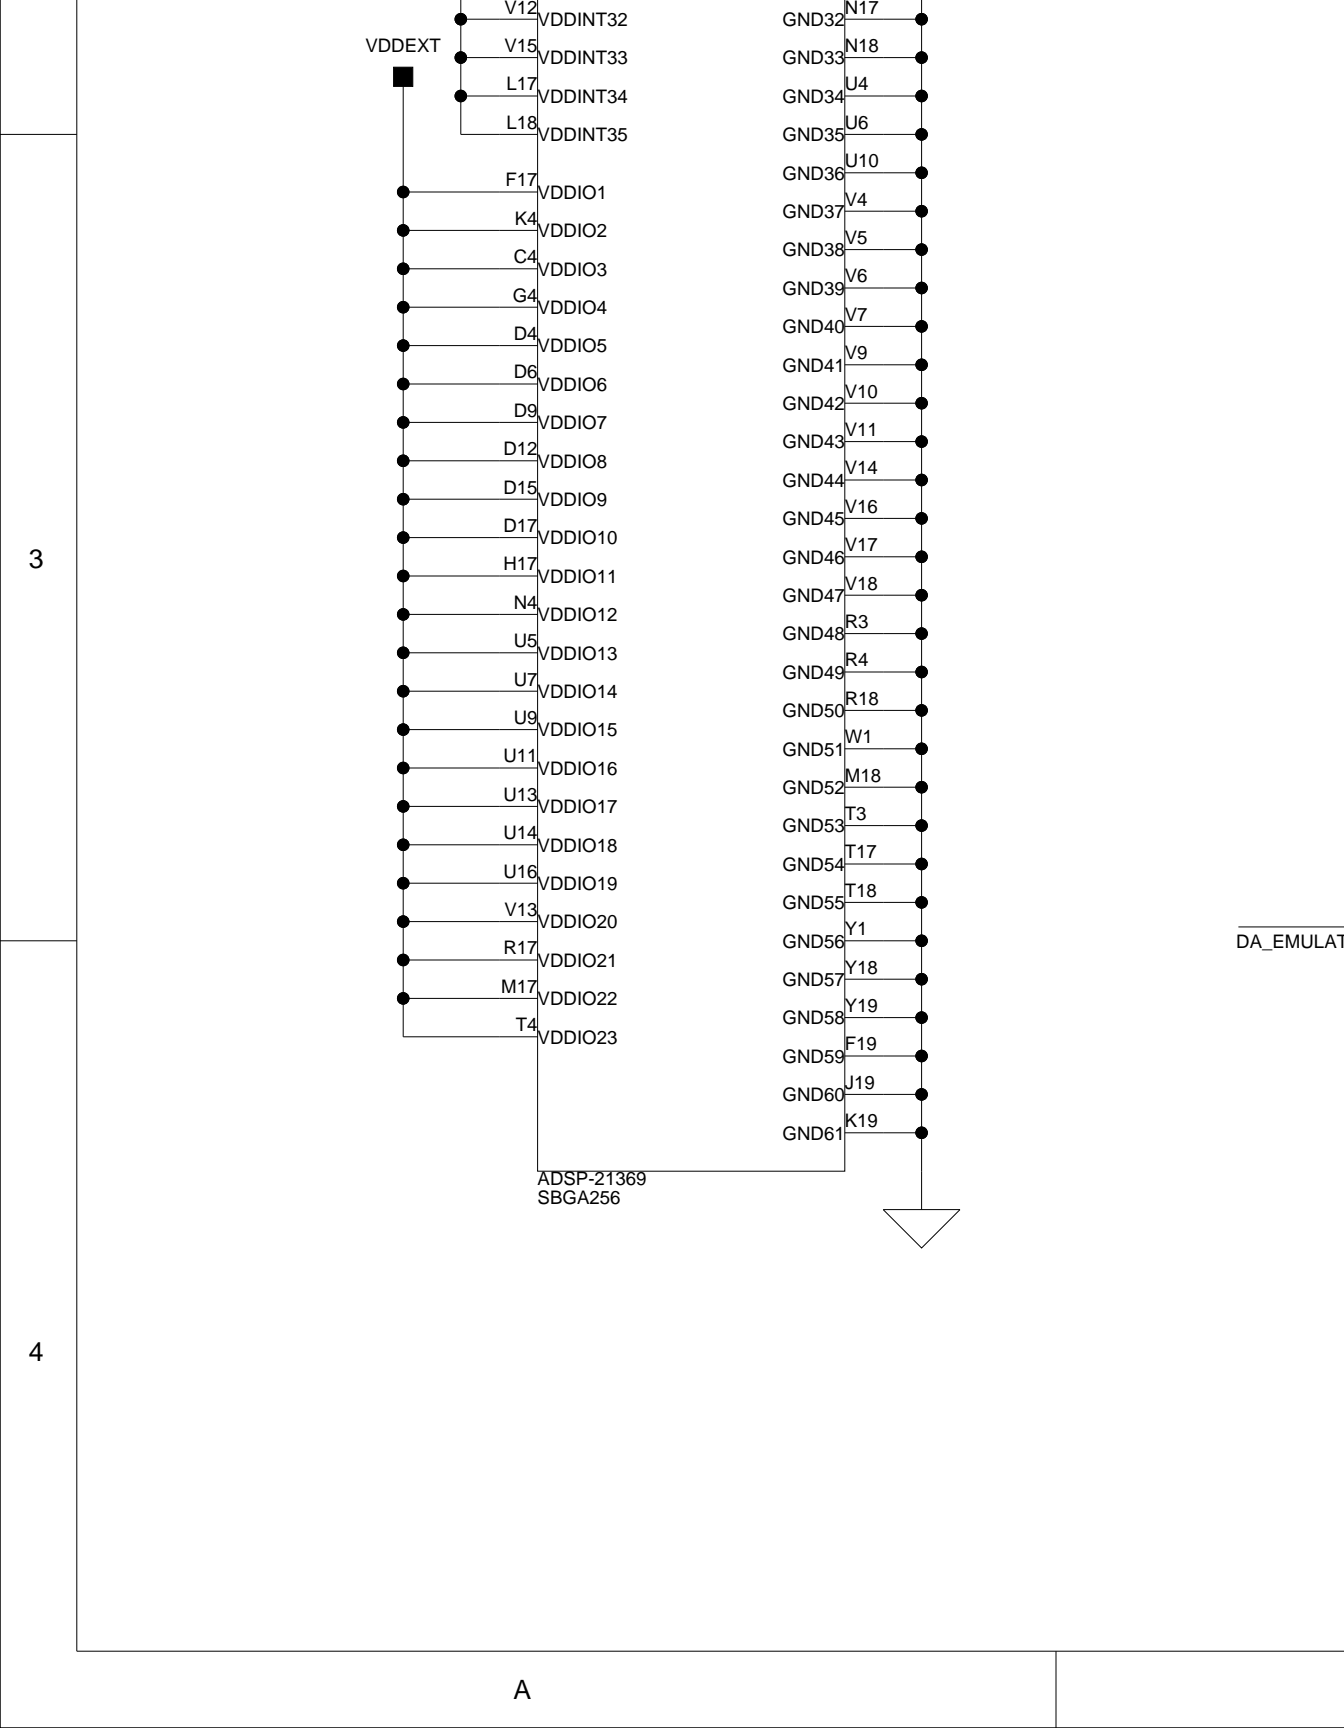 V12 VDDINT32 GND32 N17
VDDEXT V15 VDDINT33 GND33 N18
L17 VDDINT34 GND34 U4
L18 VDDINT35 GND35 U6
GND36 U10
F17 VDDIO1 GND37 V4
K4 VDDIO2 GND38 V5
C4 VDDIO3 GND39 V6
G4 VDDIO4 GND40 V7
D4 VDDIO5 GND41 V9
D6 VDDIO6 GND42 V10
D9 VDDIO7 GND43 V11
D12 VDDIO8 GND44 V14
D15 VDDIO9 GND45 V16
D17 VDDIO10 GND46 V17
3 H17 VDDIO11 GND47 V18
N4 VDDIO12 GND48 R3
U5 VDDIO13 GND49 R4
U7 VDDIO14 GND50 R18
U9 VDDIO15 GND51 W1
U11 VDDIO16 GND52 M18
U13 VDDIO17 GND53 T3
U14 VDDIO18 GND54 T17
U16 VDDIO19 GND55 T18
V13 VDDIO20 GND56 Y1 DA_EMULAT
R17 VDDIO21 GND57 Y18
M17 VDDIO22 GND58 Y19
T4 VDDIO23 GND59 F19
GND60 J19
GND61 K19
ADSP-21369
SBGA256
4
A